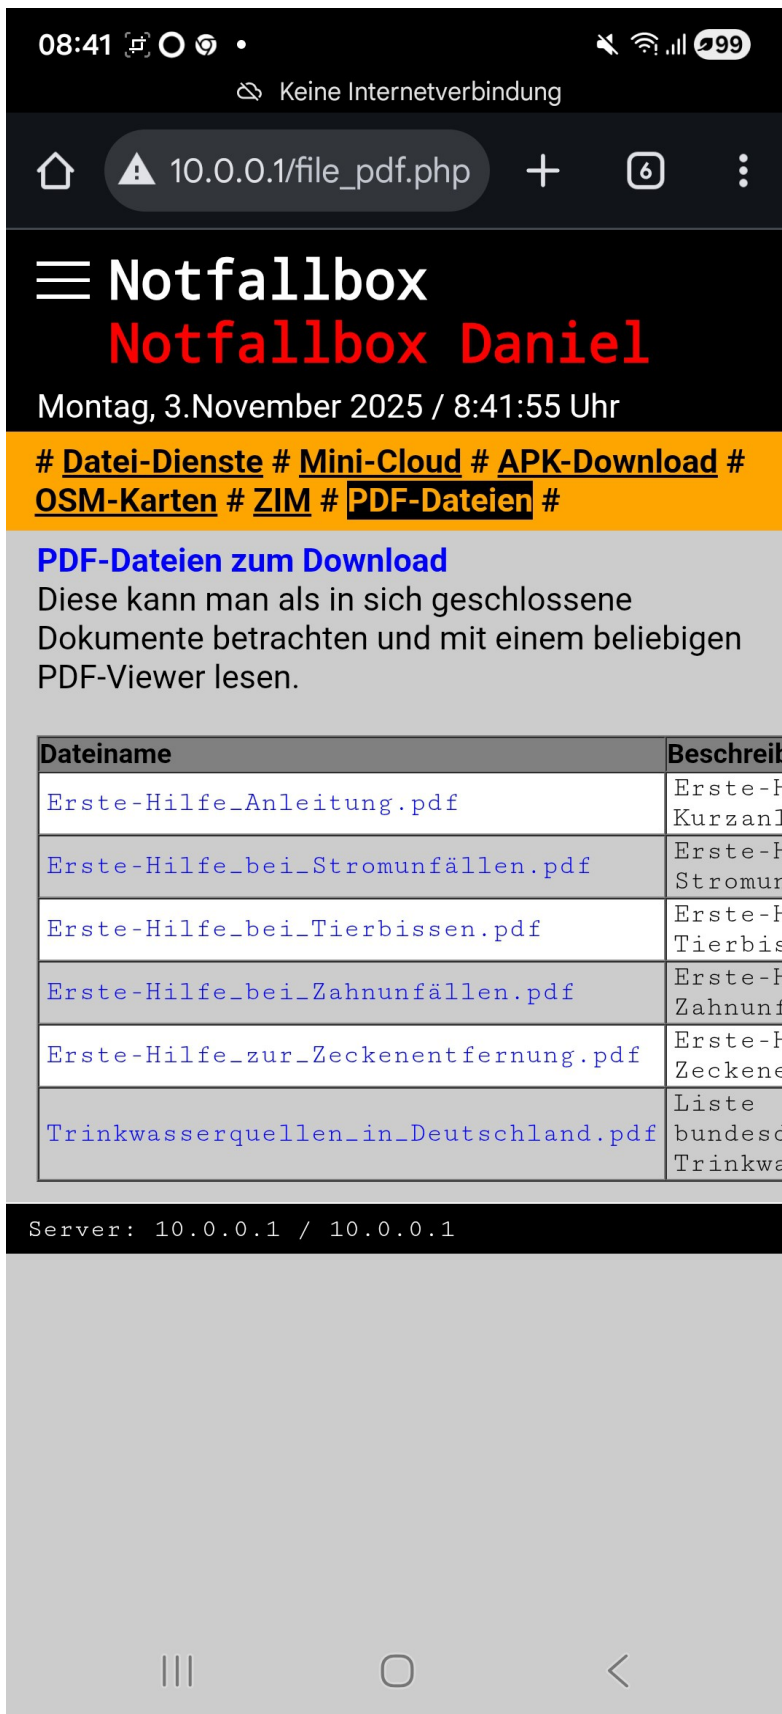 08:41
99
Keine Internetverbindung
10.0.0.1/file_pdf.php
6
Notfallbox
Notfallbox Daniel
Montag, 3.November 2025 / 8:41:55 Uhr
# Datei-Dienste # Mini-Cloud # APK-Download #
OSM-Karten # ZIM # PDF-Dateien #
PDF-Dateien zum Download
Diese kann man als in sich geschlossene
Dokumente betrachten und mit einem beliebigen
PDF-Viewer lesen.
Dateiname
Erste-Hilfe_Anleitung.pdf
Erste-Hilfe_bei_Stromunfällen.pdf
Erste-Hilfe_bei_Tierbissen.pdf
Erste-Hilfe_bei_Zahnunfällen.pdf
Erste-Hilfe_zur_Zeckenentfernung.pdf
Liste
Trinkwasserquellen_in_Deutschland.pdf
Server: 10.0.0.1 / 10.0.0.1